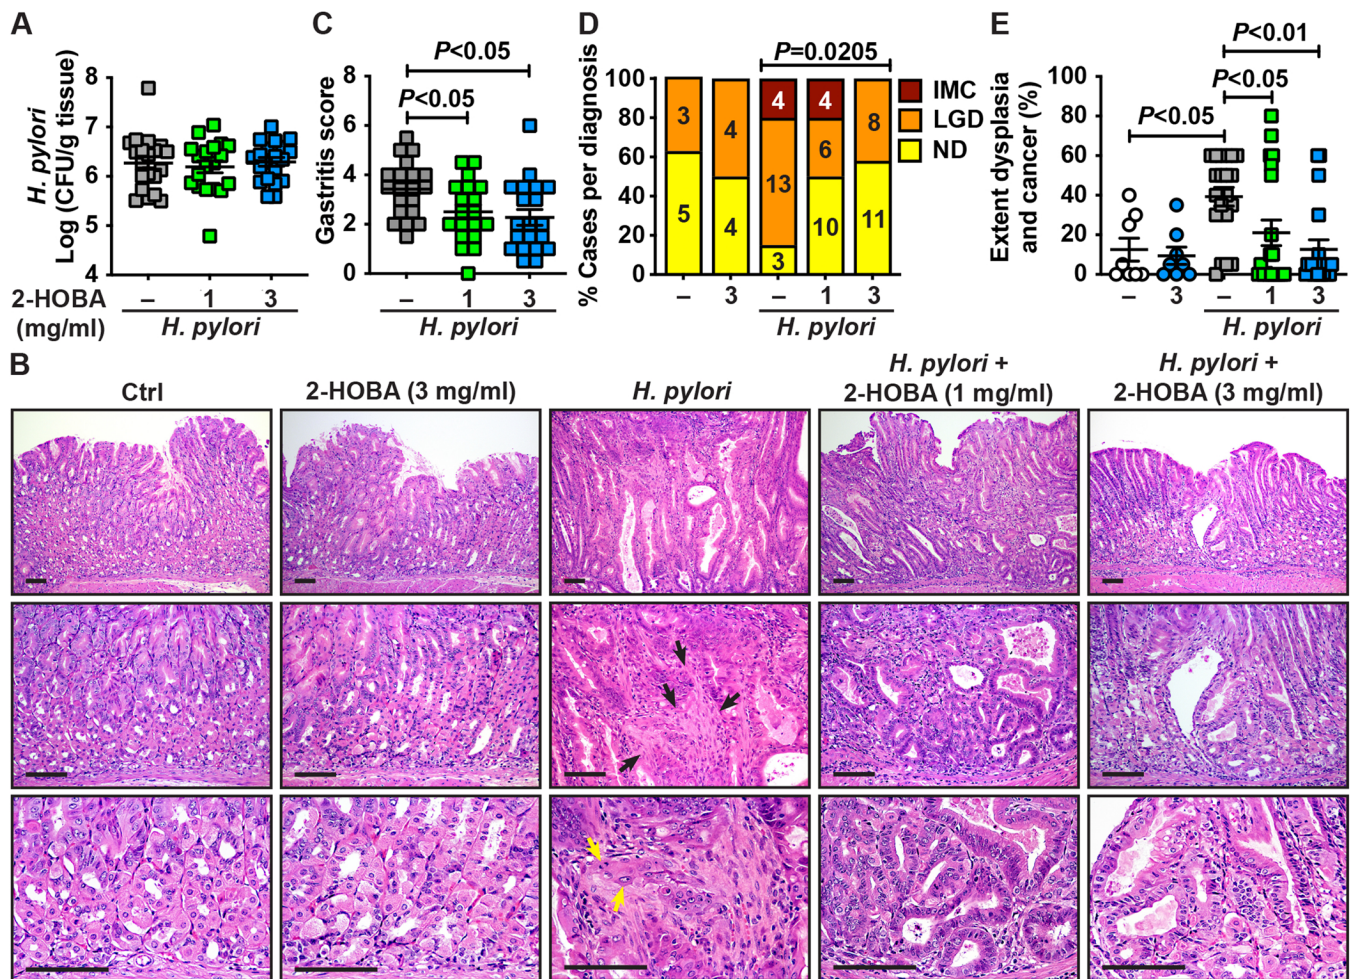 A
H. pylori
Log (CFU/g tissue)
8
7
6
5
4
2-HOBA
(mg/ml)
– 1 3
H. pylori
C
Gastritis score
8
6
4
2
0
P<0.05
P<0.05
– 1 3
H. pylori
D
% Cases per diagnosis
100
80
60
40
20
0
P=0.0205
3 4 4 4 8
13 6
5 4 3 10 11
IMC
LGD
ND
– 3 – 1 3
H. pylori
E
Extent dysplasia
and cancer (%)
100
80
60
40
20
0
P<0.01
P<0.05
P<0.05
– 3 – 1 3
H. pylori
B
Ctrl
2-HOBA (3 mg/ml)
H. pylori
H. pylori +
2-HOBA (1 mg/ml)
H. pylori +
2-HOBA (3 mg/ml)